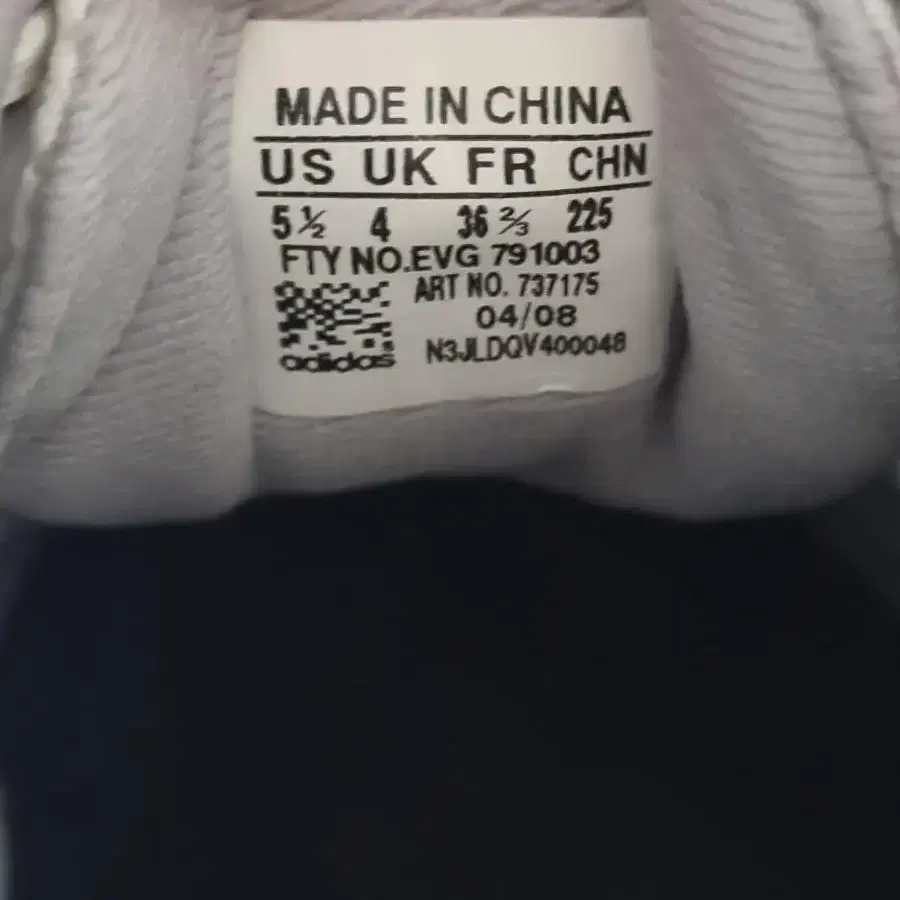 MADE IN CHINA
US UK FR CHN
5½ 4 36⅔ 225
FTY NO.EVG 791003
ART NO. 737175
04/08
adidas N3JLDQV400048